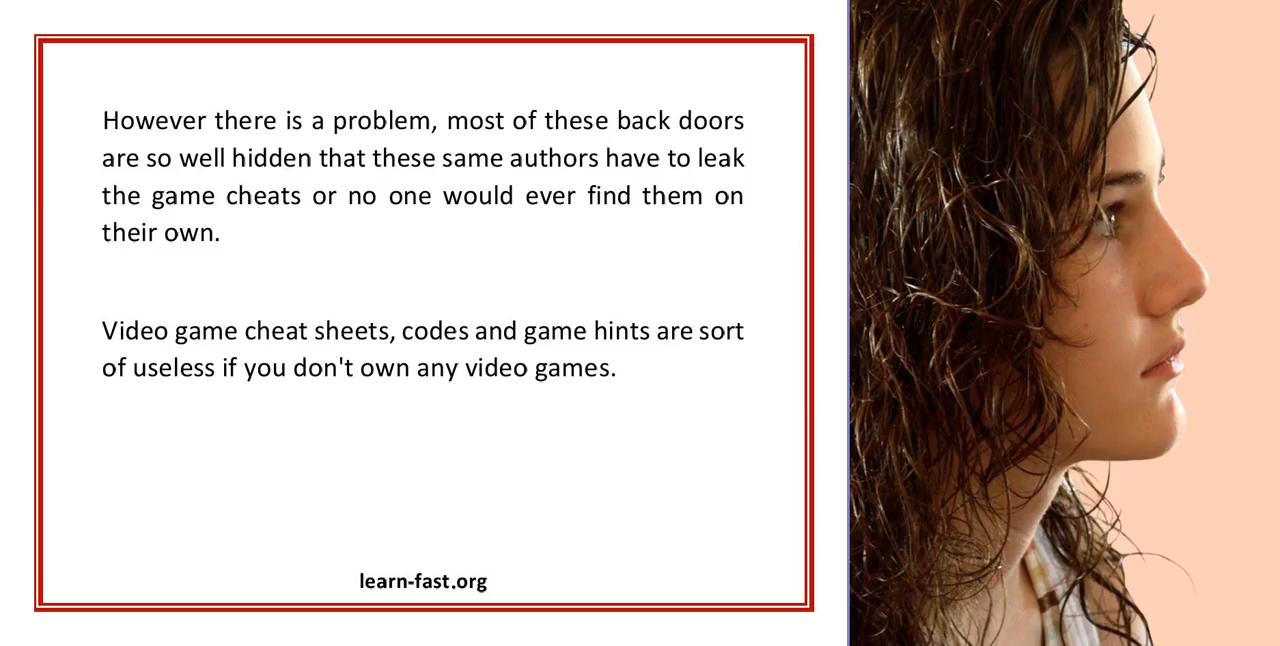 However there is a problem, most of these back doors
are so well hidden that these same authors have to leak
the game cheats or no one would ever find them on
their own.
Video game cheat sheets, codes and game hints are sort
of useless if you don't own any video games.
learn-fast.org